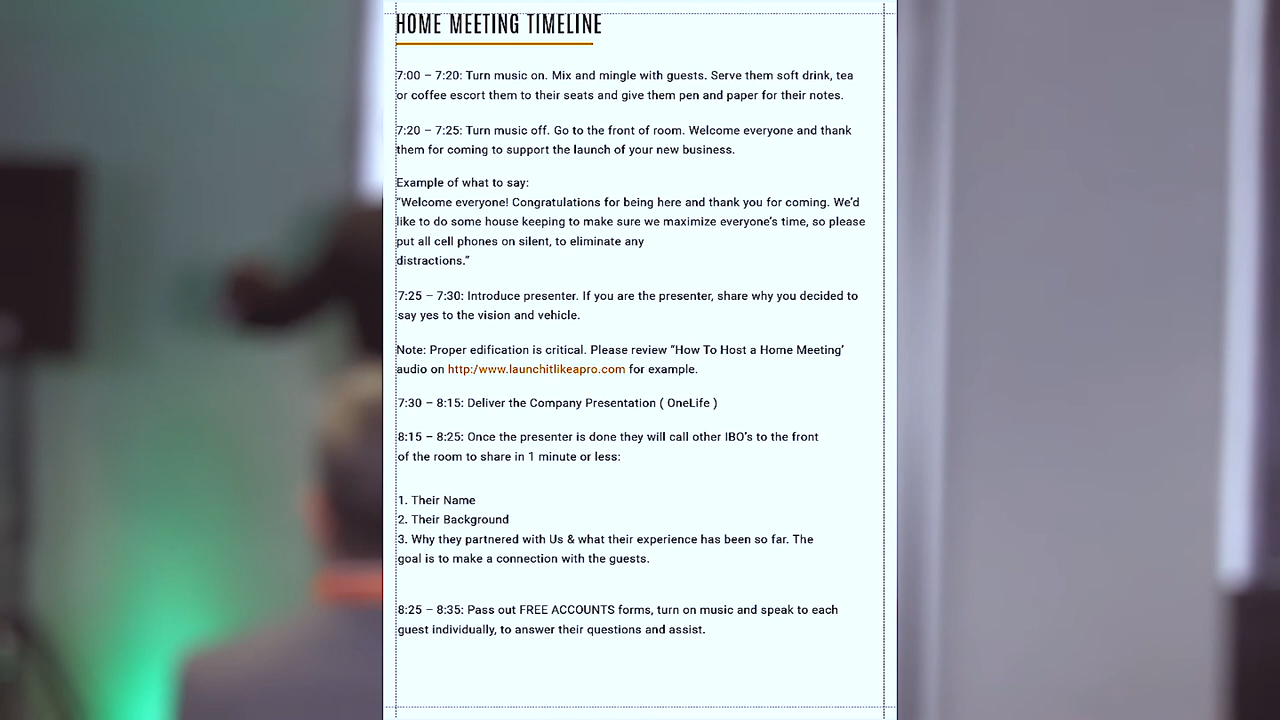 HOME MEETING TIMELINE
7:00 – 7:20: Turn music on. Mix and mingle with guests. Serve them soft drink, tea
or coffee escort them to their seats and give them pen and paper for their notes.
7:20 – 7:25: Turn music off. Go to the front of room. Welcome everyone and thank
them for coming to support the launch of your new business.
Example of what to say:
“Welcome everyone! Congratulations for being here and thank you for coming. We’d
like to do some house keeping to make sure we maximize everyone’s time, so please
put all cell phones on silent, to eliminate any
distractions.”
7:25 – 7:30: Introduce presenter. If you are the presenter, share why you decided to
say yes to the vision and vehicle.
Note: Proper edification is critical. Please review “How To Host a Home Meeting’
audio on http:/www.launchitlikeapro.com for example.
7:30 – 8:15: Deliver the Company Presentation ( OneLife )
8:15 – 8:25: Once the presenter is done they will call other IBO’s to the front
of the room to share in 1 minute or less:
1. Their Name
2. Their Background
3. Why they partnered with Us & what their experience has been so far. The
goal is to make a connection with the guests.
8:25 – 8:35: Pass out FREE ACCOUNTS forms, turn on music and speak to each
guest individually, to answer their questions and assist.